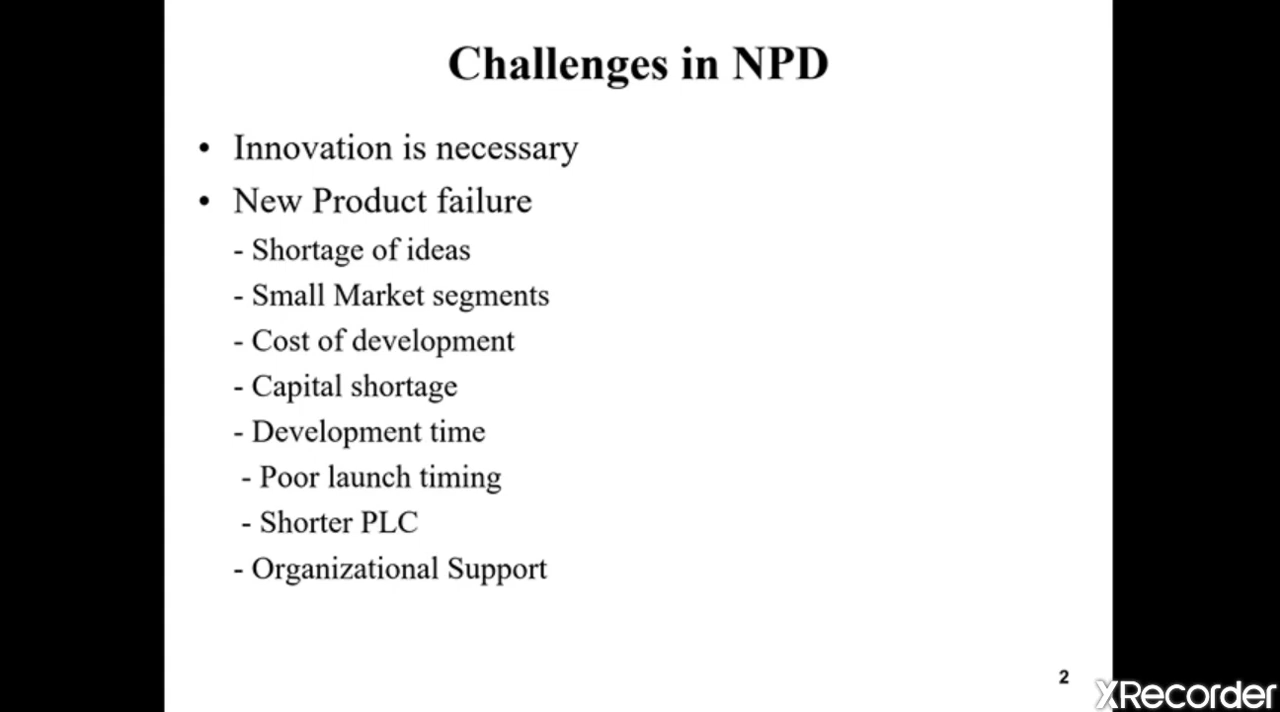 Challenges in NPD
• Innovation is necessary
• New Product failure
- Shortage of ideas
- Small Market segments
- Cost of development
- Capital shortage
- Development time
- Poor launch timing
- Shorter PLC
- Organizational Support
2
XRecorder